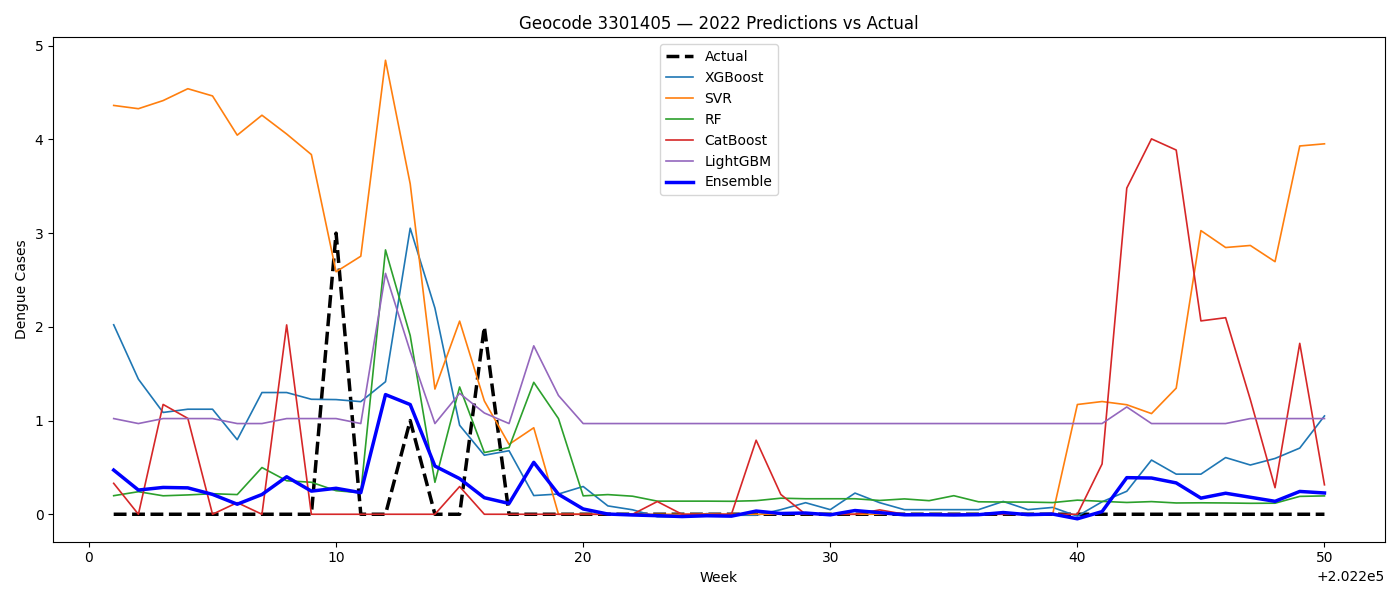 Geocode 3301405 — 2022 Predictions vs Actual
Dengue Cases
5
4
3
2
1
0
Actual
XGBoost
SVR
RF
CatBoost
LightGBM
Ensemble
0 10 20 30 40 50
Week
+2.022e5